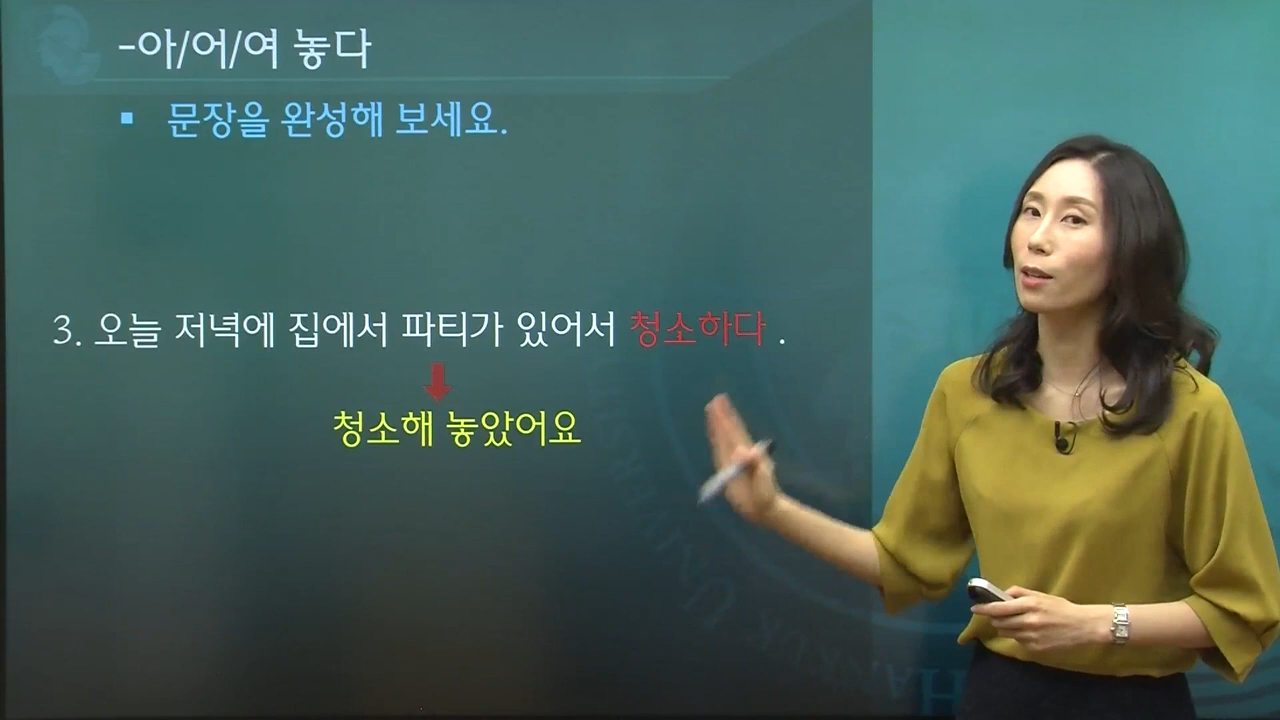 -아/어/여 놓다
▪ 문장을 완성해 보세요.
3. 오늘 저녁에 집에서 파티가 있어서 청소하다 .
청소해 놓았어요